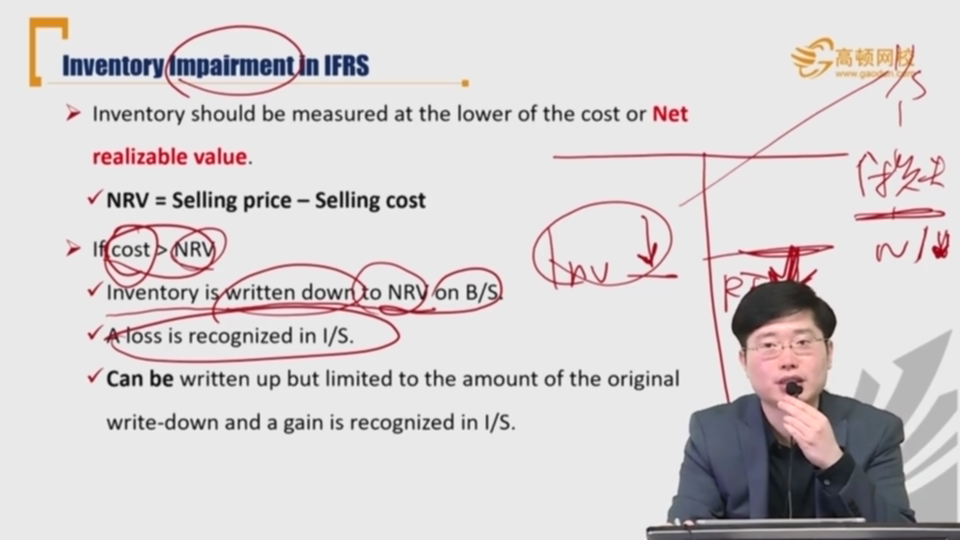 Inventory Impairment in IFRS
高顿网校
www.gaodun.com
Inventory should be measured at the lower of the cost or Net
realizable value.
NRV = Selling price – Selling cost
If cost > NRV
Inventory is written down to NRV on B/S.
A loss is recognized in I/S.
Can be written up but limited to the amount of the original
write-down and a gain is recognized in I/S.
Inv ↓
N/I ↓